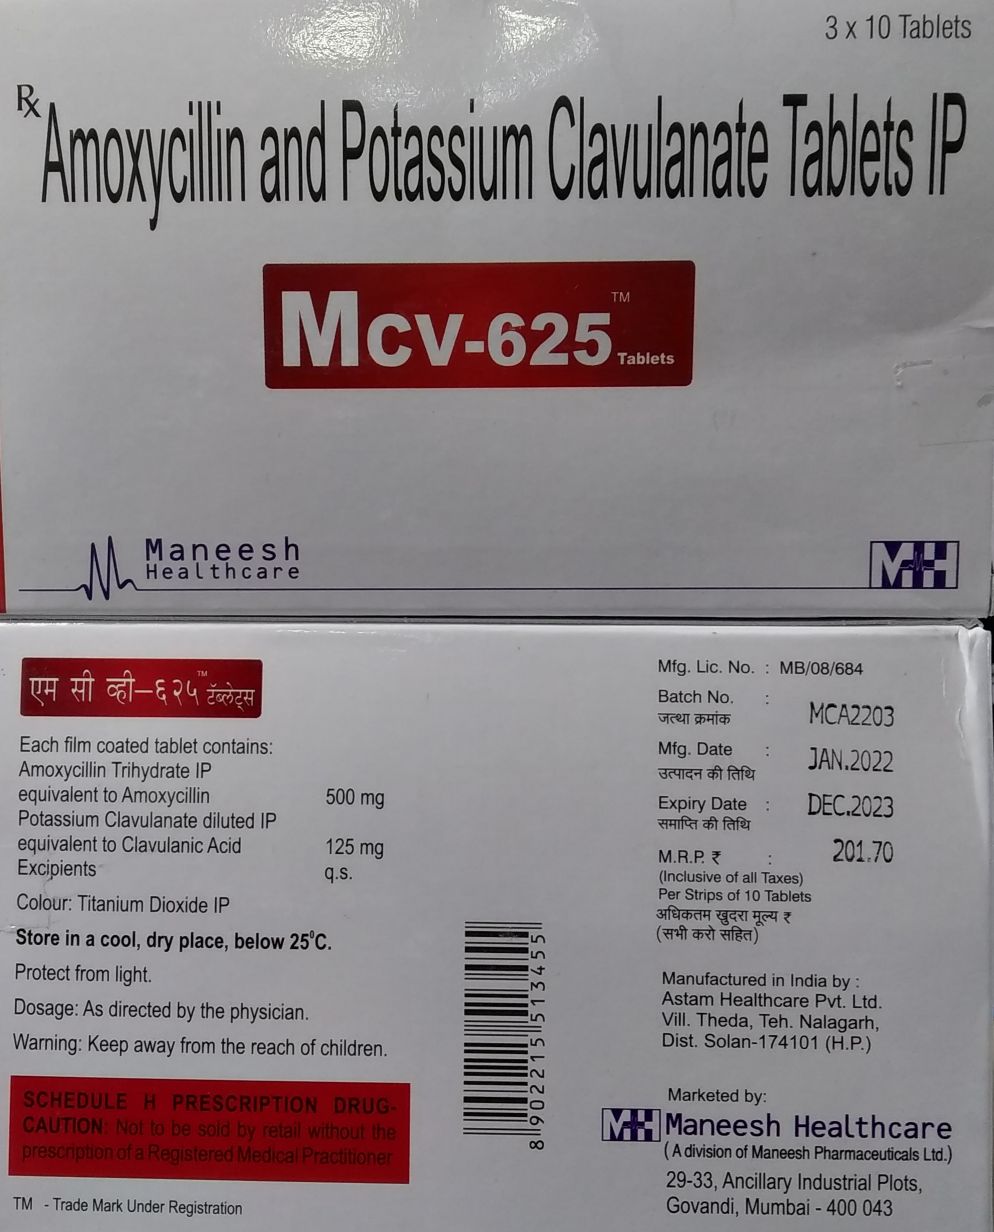 3 x 10 Tablets
Rx
Amoxycillin and Potassium Clavulanate Tablets IP
MCV-625™ Tablets
Maneesh
Healthcare
MH
एम सी व्ही-६२५™ टॅब्लेट्स
Each film coated tablet contains:
Amoxycillin Trihydrate IP
equivalent to Amoxycillin 500 mg
Potassium Clavulanate diluted IP
equivalent to Clavulanic Acid 125 mg
Excipients q.s.
Colour: Titanium Dioxide IP
Store in a cool, dry place, below 25⁰C.
Protect from light.
Dosage: As directed by the physician.
Warning: Keep away from the reach of children.
SCHEDULE H PRESCRIPTION DRUG-
CAUTION: Not to be sold by retail without the
prescription of a Registered Medical Practitioner
TM - Trade Mark Under Registration
8 902215 513455
Mfg. Lic. No. : MB/08/684
Batch No. : MCA2203
जत्था क्रमांक
Mfg. Date : JAN.2022
उत्पादन की तिथि
Expiry Date : DEC.2023
समाप्ति की तिथि
M.R.P. ₹ : 201.70
(Inclusive of all Taxes)
Per Strips of 10 Tablets
अधिकतम खुदरा मूल्य ₹
(सभी करो सहित)
Manufactured in India by :
Astam Healthcare Pvt. Ltd.
Vill. Theda, Teh. Nalagarh,
Dist. Solan-174101 (H.P.)
Marketed by:
MH Maneesh Healthcare
(A division of Maneesh Pharmaceuticals Ltd.)
29-33, Ancillary Industrial Plots,
Govandi, Mumbai - 400 043